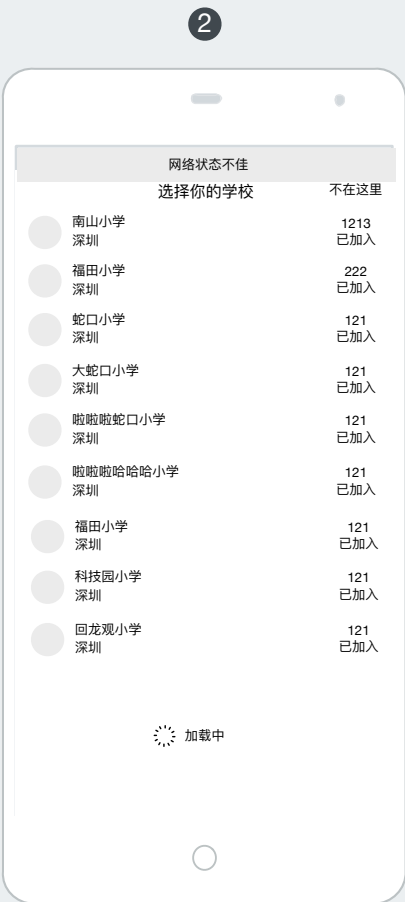 2
网络状态不佳
选择你的学校 不在这里
南山小学 1213
深圳 已加入
福田小学 222
深圳 已加入
蛇口小学 121
深圳 已加入
大蛇口小学 121
深圳 已加入
啦啦啦蛇口小学 121
深圳 已加入
啦啦啦哈哈哈小学 121
深圳 已加入
福田小学 121
深圳 已加入
科技园小学 121
深圳 已加入
回龙观小学 121
深圳 已加入
加载中